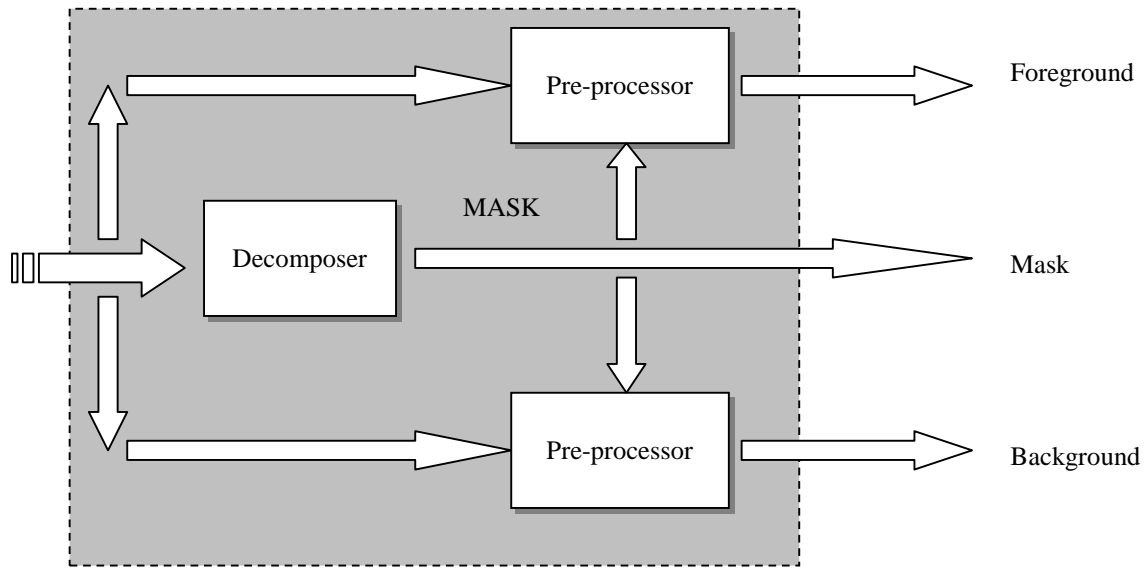 Pre-processor
Foreground
MASK
Decomposer
Mask
Pre-processor
Background